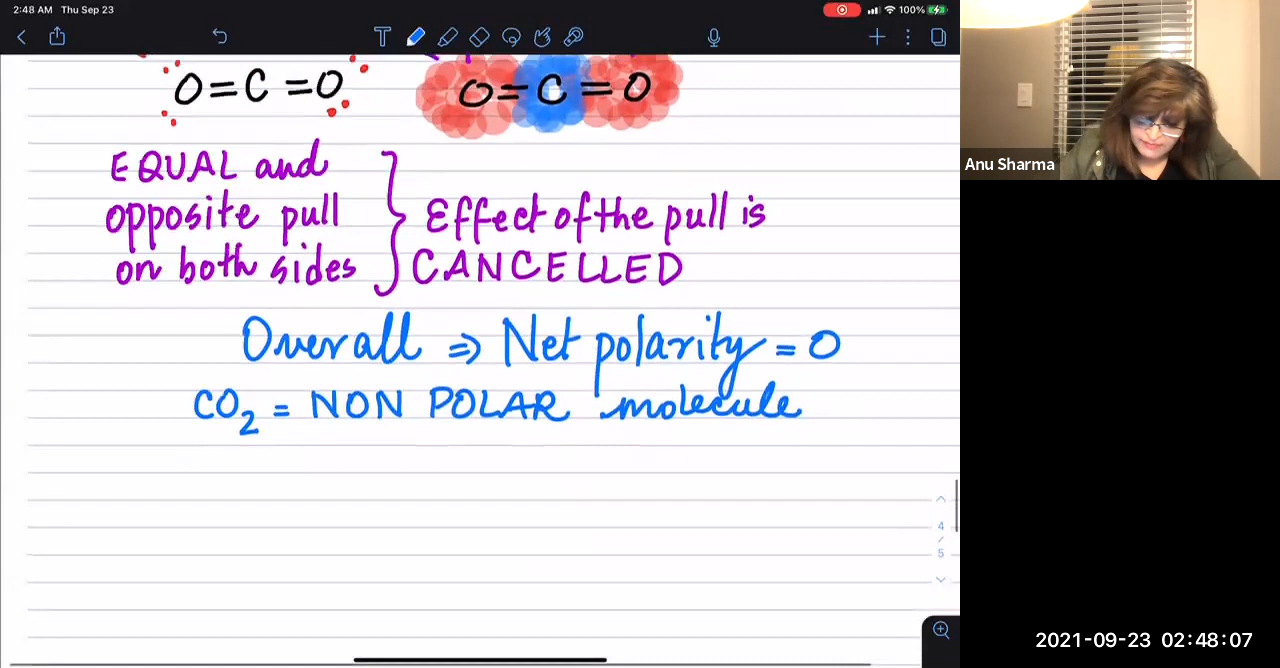 2:48 AM Thu Sep 23
100%
O=C=O
O=C=O
EQUAL and
opposite pull
on both sides
Effect of the pull is
CANCELLED
Overall ⇒ Net polarity = 0
CO₂ = NON POLAR molecule
4
/
5
Anu Sharma
2021-09-23 02:48:07